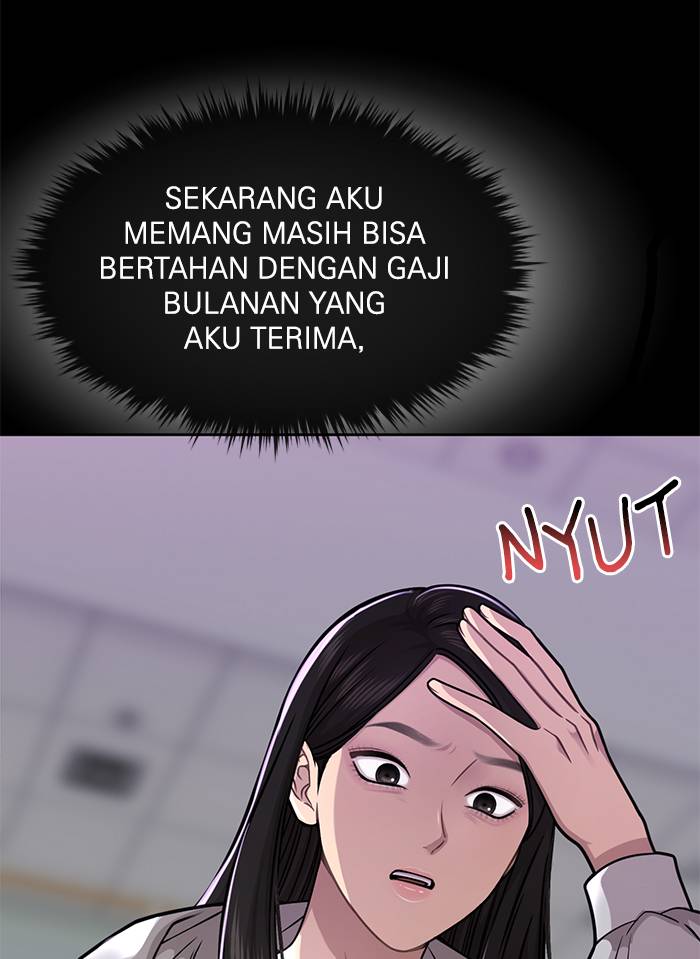 SEKARANG AKU
MEMANG MASIH BISA
BERTAHAN DENGAN GAJI
BULANAN YANG
AKU TERIMA,
NYUT